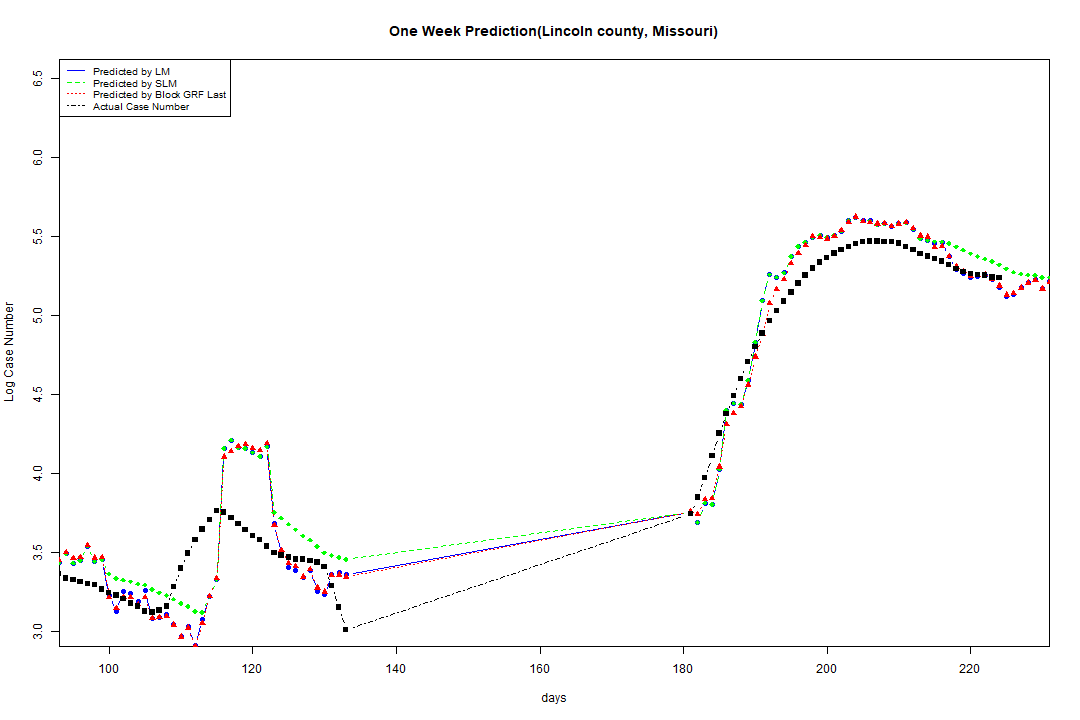 One Week Prediction(Lincoln county, Missouri)
Predicted by LM
Predicted by SLM
Predicted by Block GRF Last
Actual Case Number
6.5
6.0
5.5
5.0
4.5
4.0
3.5
3.0
Log Case Number
100 120 140 160 180 200 220
days